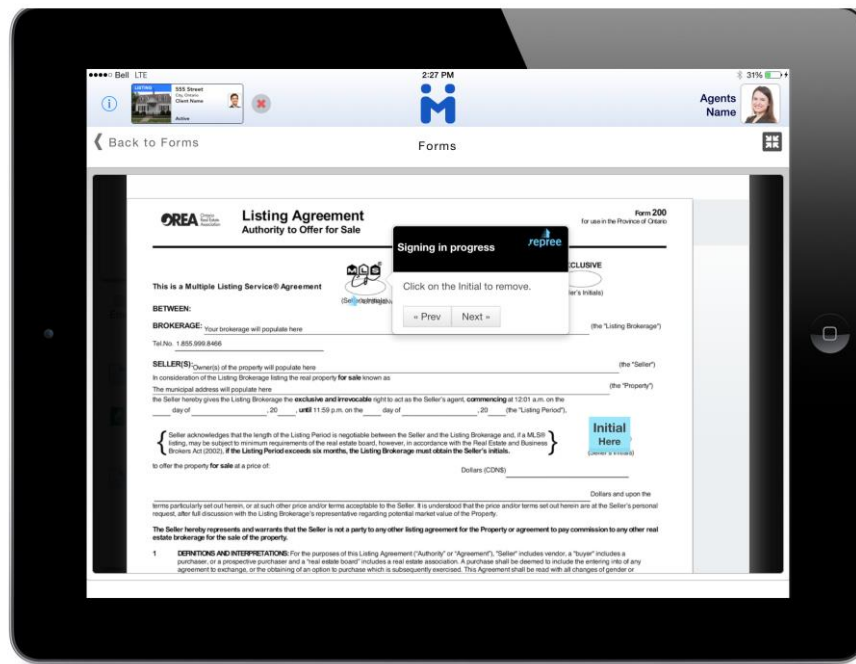 Bell LTE
2:27 PM
31%
LISTING
555 Street
City, Ontario
Client Name
Active
Agents
Name
Back to Forms
Forms
OREA Ontario Real Estate Association
Listing Agreement
Authority to Offer for Sale
Form 200
for use in the Province of Ontario
Signing in progress
repree
Click on the Initial to remove.
« Prev
Next »
MLS®
CLUSIVE
This is a Multiple Listing Service® Agreement
BETWEEN:
BROKERAGE: Your brokerage will populate here (the "Listing Brokerage")
Tel.No. 1.855.999.8466
SELLER(S): Owner(s) of the property will populate here (the "Seller")
In consideration of the Listing Brokerage listing the real property for sale known as
The municipal address will populate here (the "Property")
the Seller hereby gives the Listing Brokerage the exclusive and irrevocable right to act as the Seller's agent, commencing at 12:01 a.m. on the
day of , 20 , until 11:59 p.m. on the day of , 20 (the "Listing Period"),
Seller acknowledges that the length of the Listing Period is negotiable between the Seller and the Listing Brokerage and, if a MLS®
listing, may be subject to minimum requirements of the real estate board, however, in accordance with the Real Estate and Business
Brokers Act (2002), if the Listing Period exceeds six months, the Listing Brokerage must obtain the Seller's initials.
Initial
Here
(Seller's Initials)
to offer the property for sale at a price of:
Dollars (CDN$)
Dollars and upon the
terms particularly set out herein, or at such other price and/or terms acceptable to the Seller. It is understood that the price and/or terms set out herein are at the Seller's personal
request, after full discussion with the Listing Brokerage's representative regarding potential market value of the Property.
The Seller hereby represents and warrants that the Seller is not a party to any other listing agreement for the Property or agreement to pay commission to any other real
estate brokerage for the sale of the property.
1 DEFINITIONS AND INTERPRETATIONS: For the purposes of this Listing Agreement ("Authority" or "Agreement"), "Seller" includes vendor, a "buyer" includes a
purchaser, or a prospective purchaser and a "real estate board" includes a real estate association. A purchase shall be deemed to include the entering into of any
agreement to exchange, or the obtaining of an option to purchase which is subsequently exercised. This Agreement shall be read with all changes of gender or